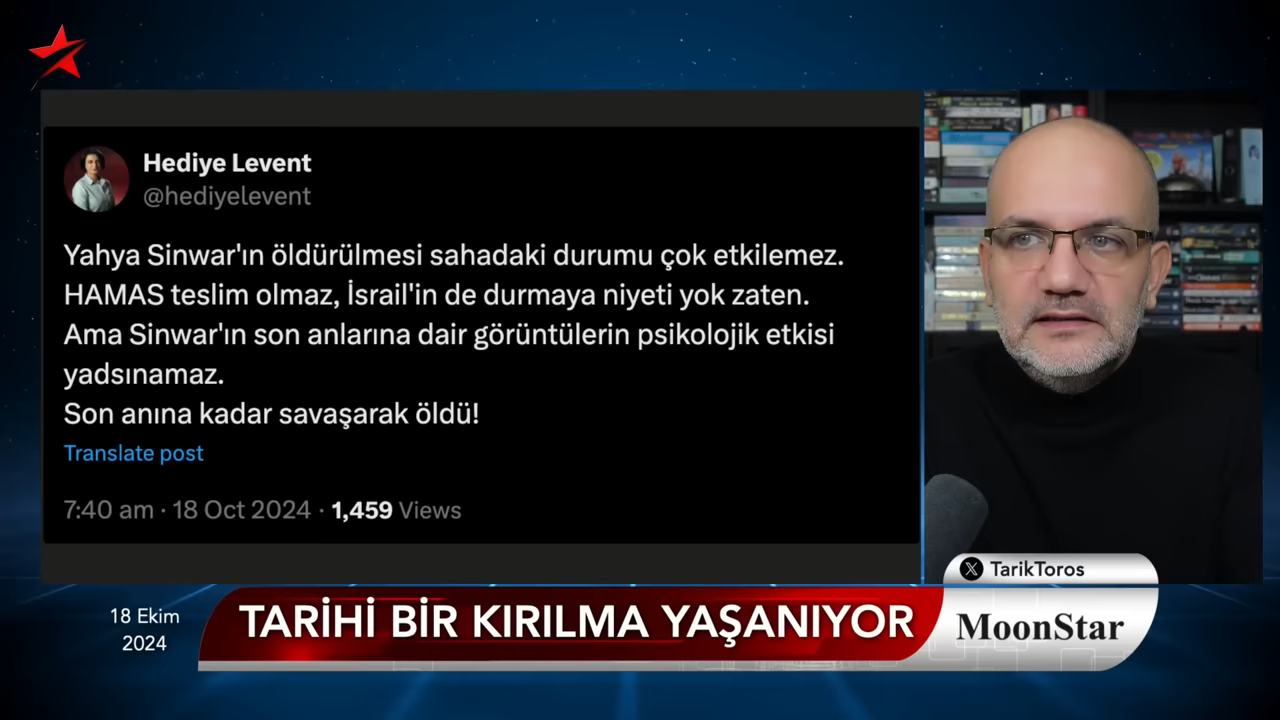 Hediye Levent
@hediyelevent
Yahya Sinwar'ın öldürülmesi sahadaki durumu çok etkilemez.
HAMAS teslim olmaz, İsrail'in de durmaya niyeti yok zaten.
Ama Sinwar'ın son anlarına dair görüntülerin psikolojik etkisi
yadsınamaz.
Son anına kadar savaşarak öldü!
Translate post
7:40 am · 18 Oct 2024 · 1,459 Views
X TarikToros
18 Ekim
2024
TARİHİ BİR KIRILMA YAŞANIYOR
MoonStar